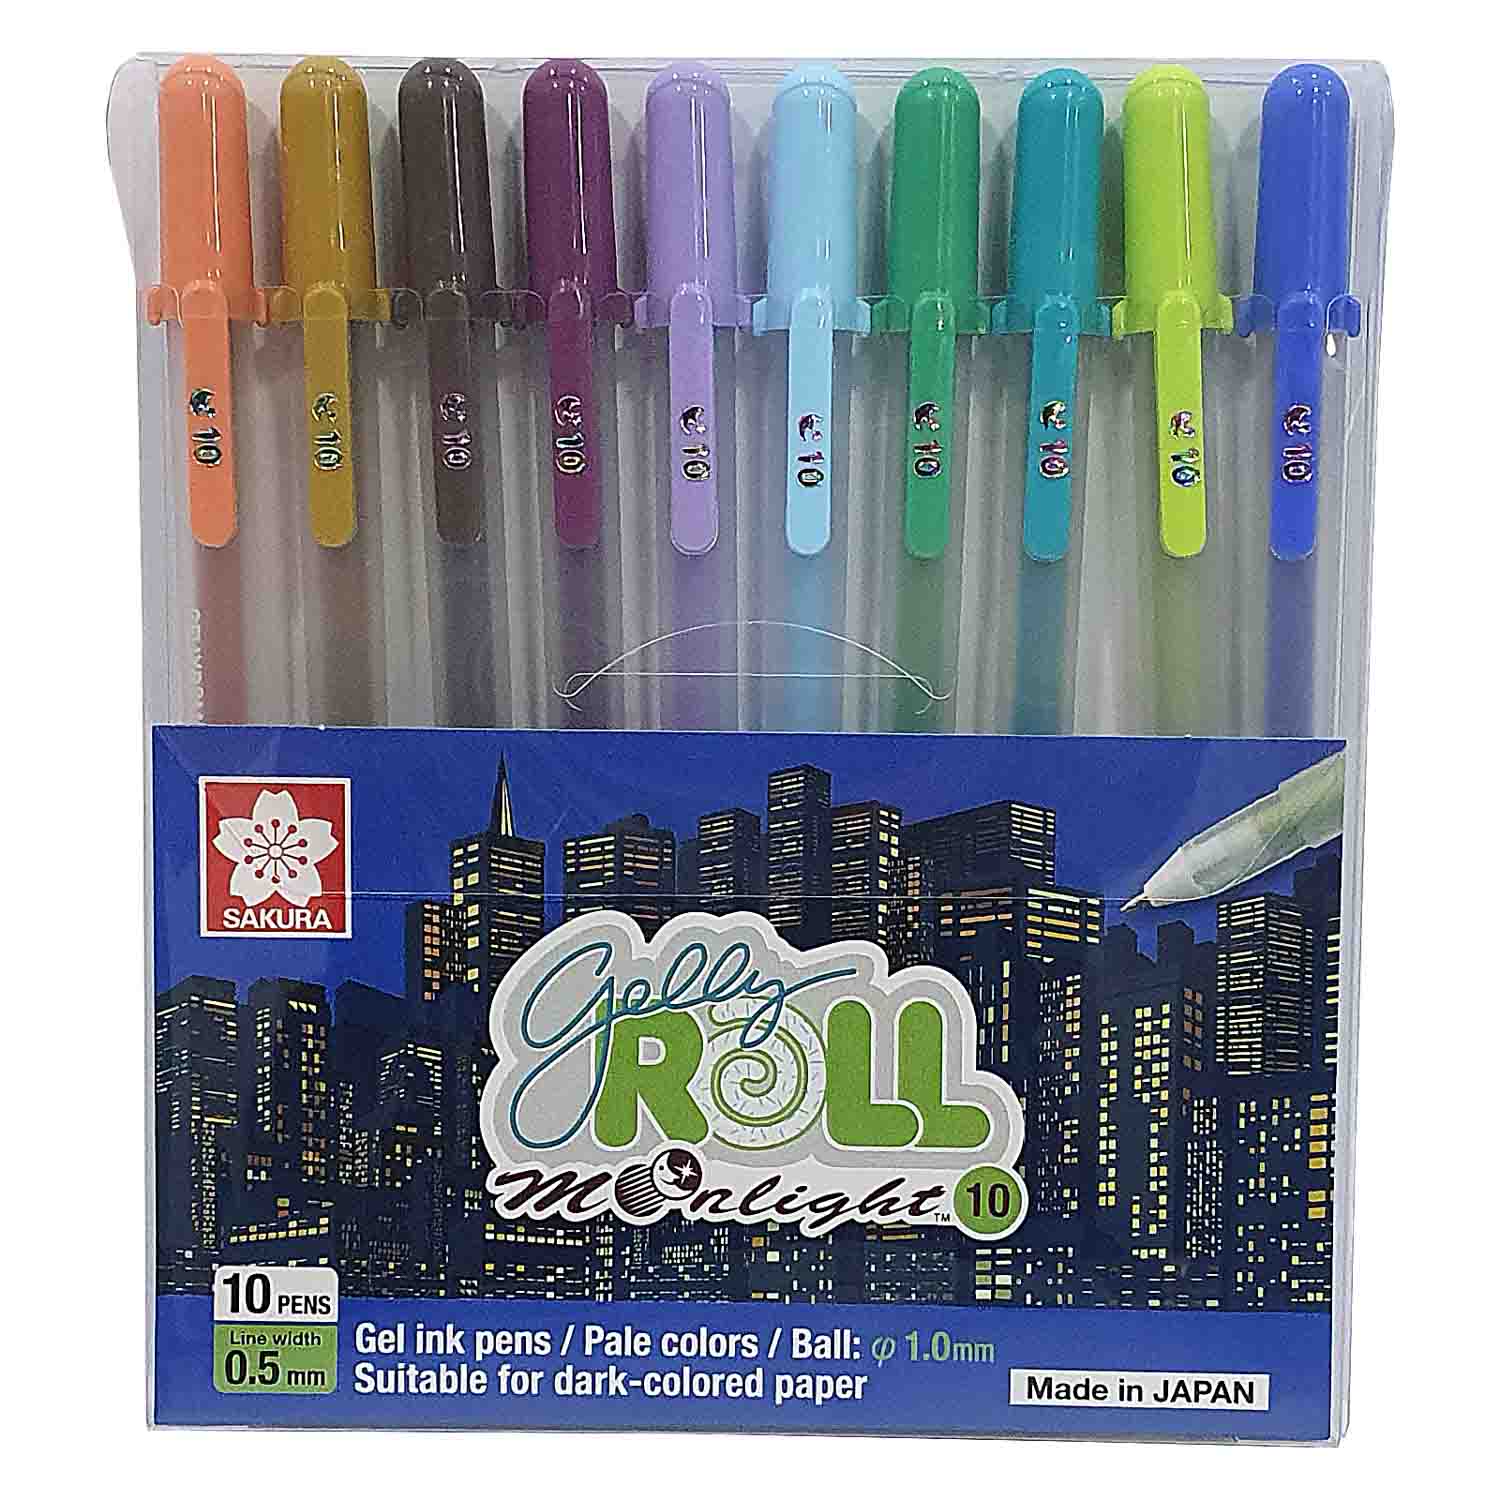 10
10
10
10
10
10
10
10
10
10
SAKURA
gelly
ROLL
Moonlight™ 10
10 PENS
Line width
0.5 mm
Gel ink pens / Pale colors / Ball: φ 1.0mm
Suitable for dark-colored paper
Made in JAPAN